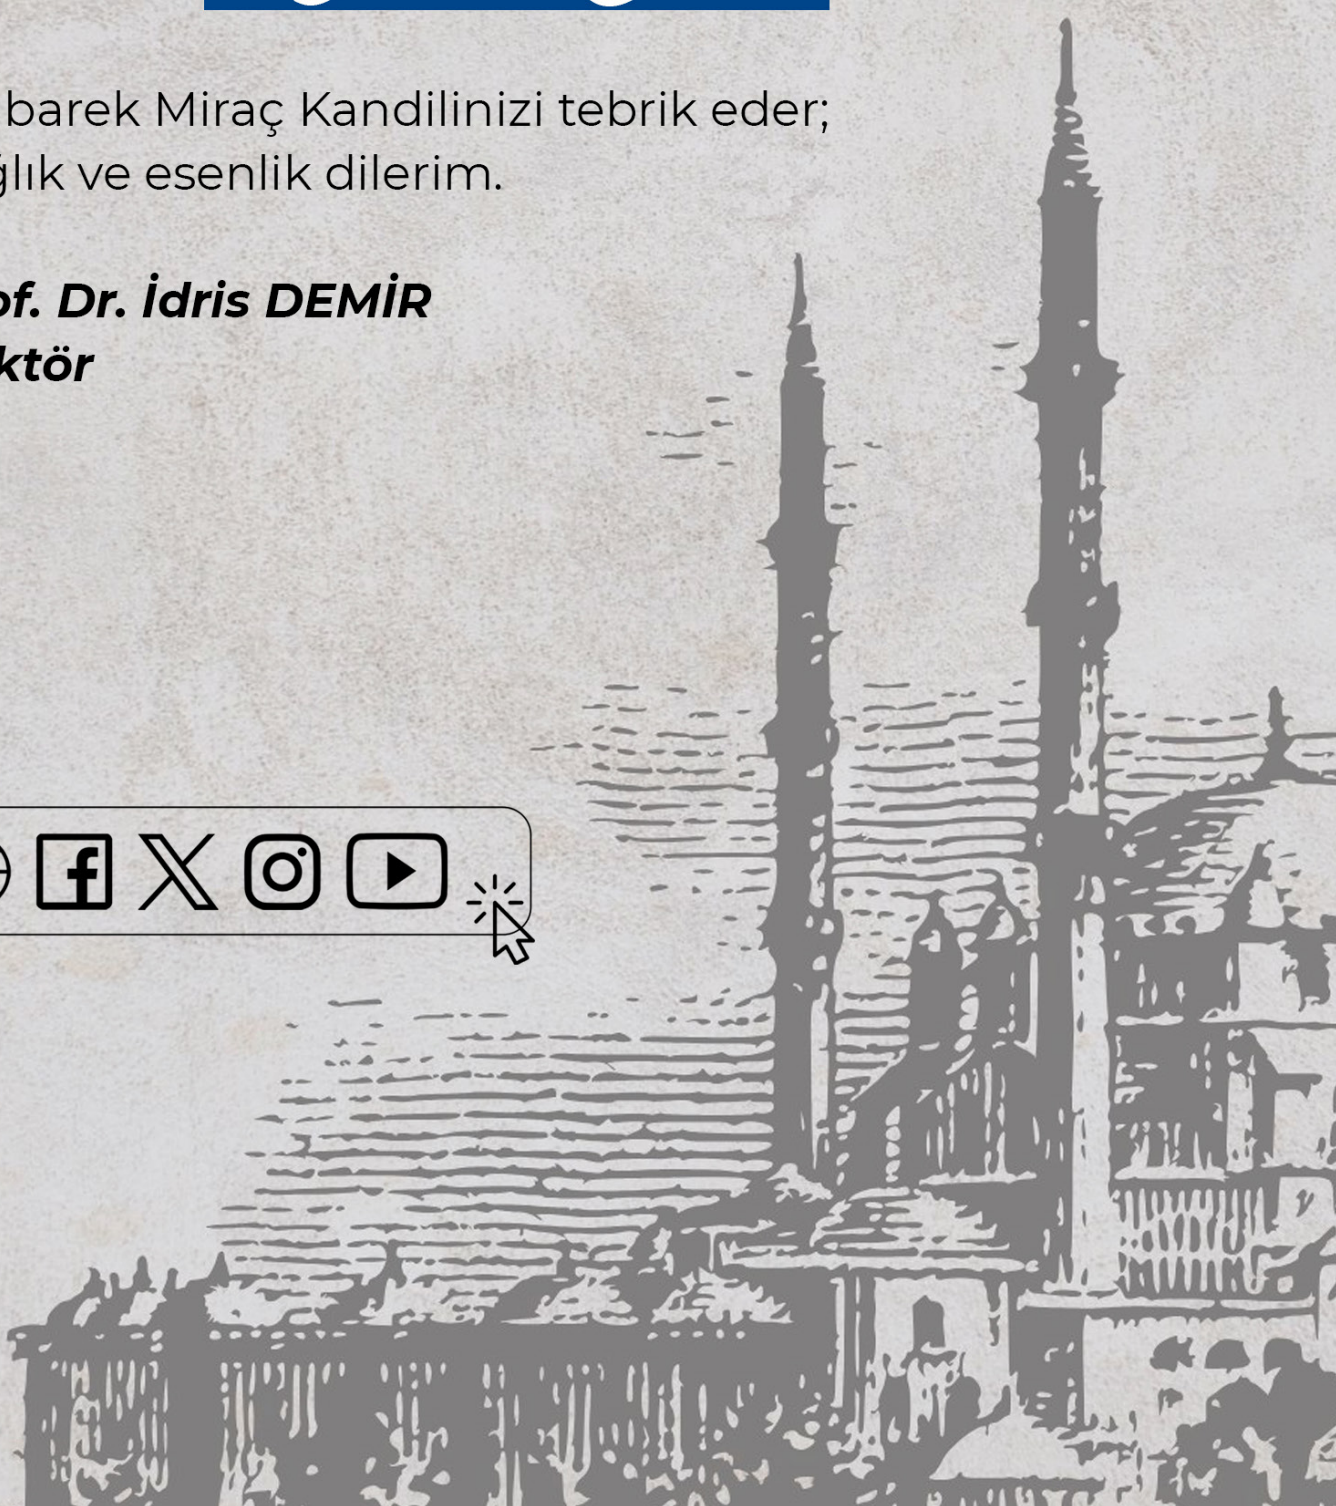 barek Miraç Kandilinizi tebrik eder;
ğlık ve esenlik dilerim.
of. Dr. İdris DEMİR
ktör